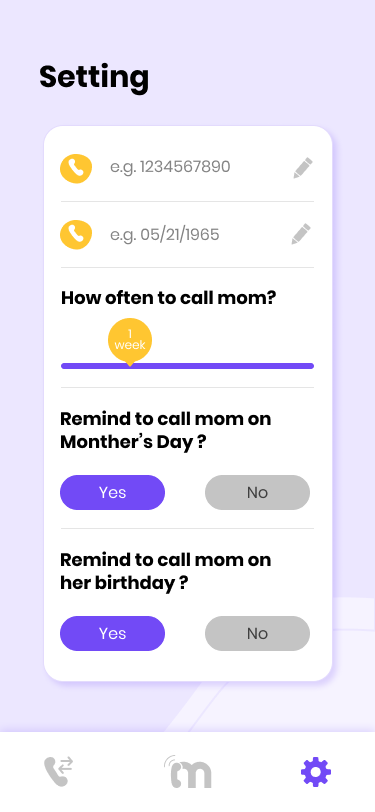 Setting
e.g. 1234567890
e.g. 05/21/1965
How often to call mom?
1
week
Remind to call mom on
Monther’s Day ?
Yes
No
Remind to call mom on
her birthday ?
Yes
No
m